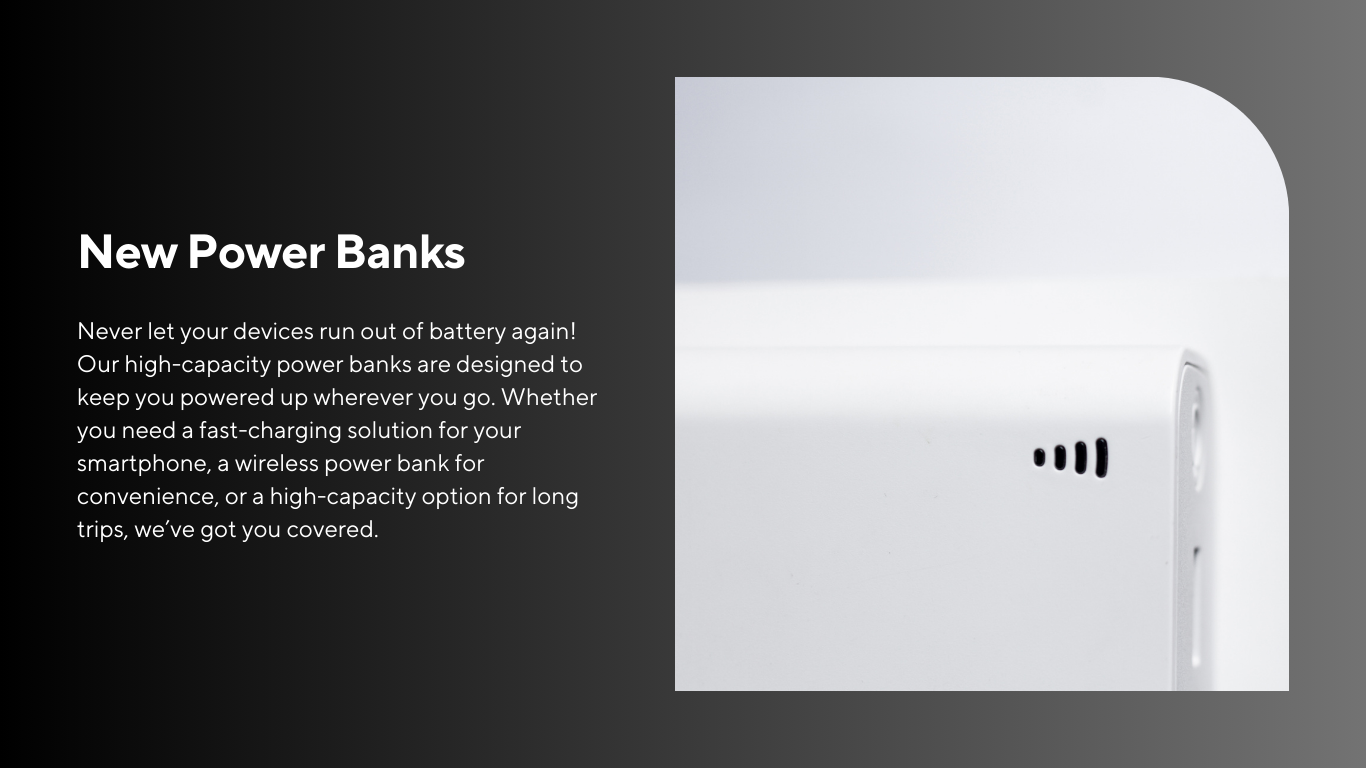 New Power Banks
Never let your devices run out of battery again!
Our high-capacity power banks are designed to
keep you powered up wherever you go. Whether
you need a fast-charging solution for your
smartphone, a wireless power bank for
convenience, or a high-capacity option for long
trips, we’ve got you covered.